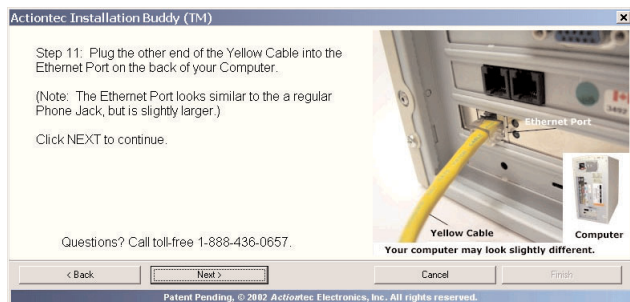 Actiontec Installation Buddy (TM)
Step 11: Plug the other end of the Yellow Cable into the
Ethernet Port on the back of your Computer.
(Note: The Ethernet Port looks similar to the a regular
Phone Jack, but is slightly larger.)
Click NEXT to continue.
Questions? Call toll-free 1-888-436-0657.
3492
Ethernet Port
Yellow Cable
Computer
Your computer may look slightly different.
< Back
Next >
Cancel
Finish
Patent Pending, © 2002 Actiontec Electronics, Inc. All rights reserved.